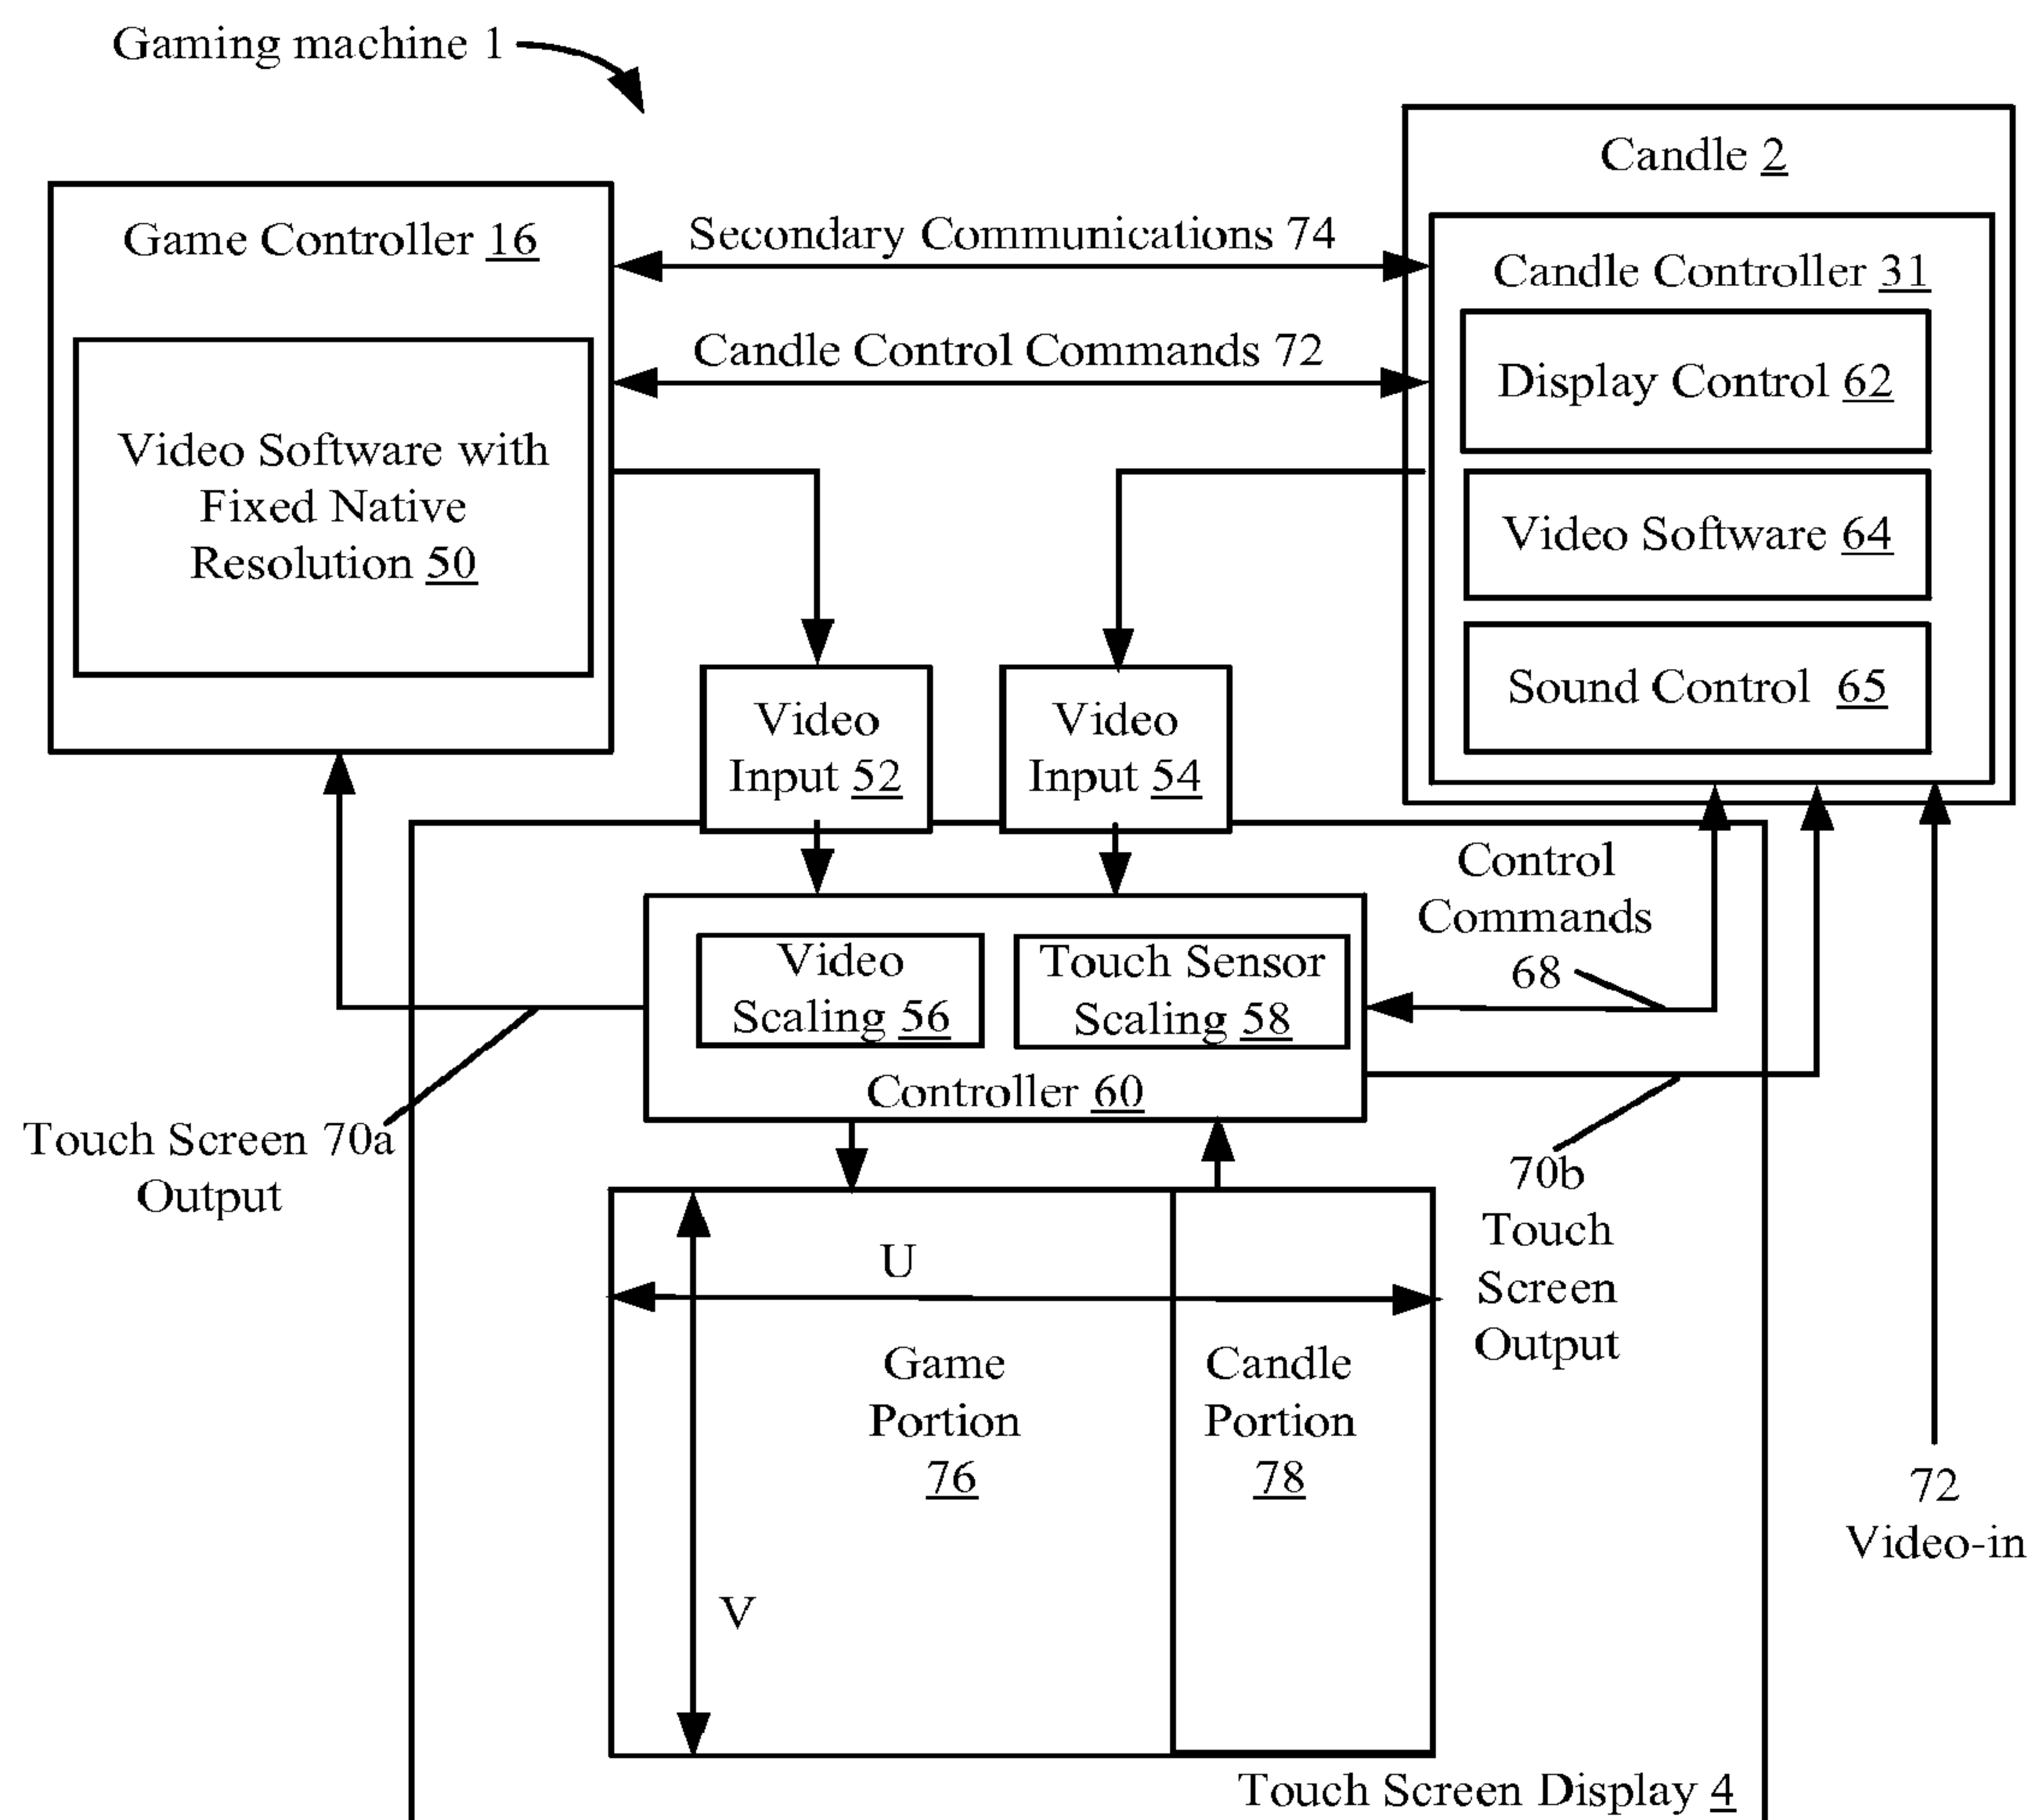 Gaming machine 1
Candle 2
Game Controller 16
Secondary Communications 74
Candle Controller 31
Candle Control Commands 72
Display Control 62
Video Software with
Fixed Native
Resolution 50
Video Software 64
Sound Control 65
Video
Input 52
Video
Input 54
Control
Commands
68
Video
Scaling 56
Touch Sensor
Scaling 58
Controller 60
Touch Screen 70a
Output
70b
Touch
Screen
Output
U
Game
Portion
76
Candle
Portion
78
72
Video-in
V
Touch Screen Display 4